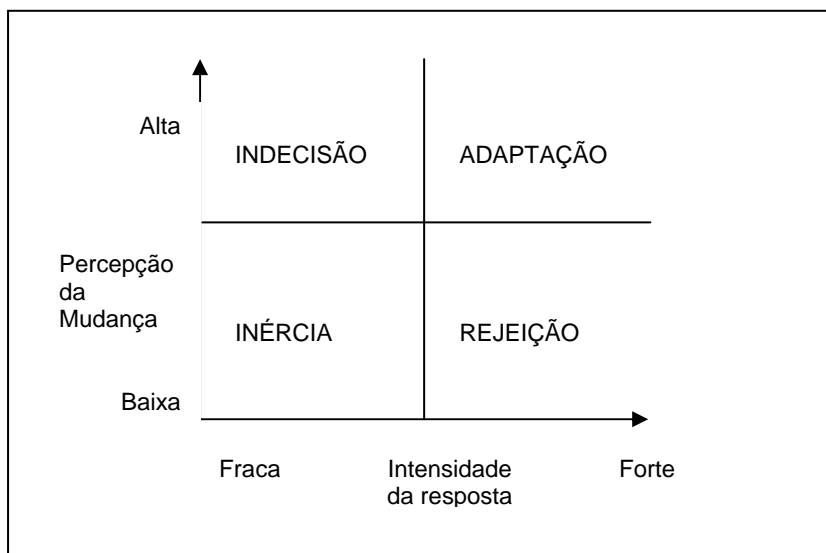 Alta
INDECISÃO
ADAPTAÇÃO
Percepção
da
Mudança
INÉRCIA
REJEIÇÃO
Baixa
Fraca
Intensidade
da resposta
Forte